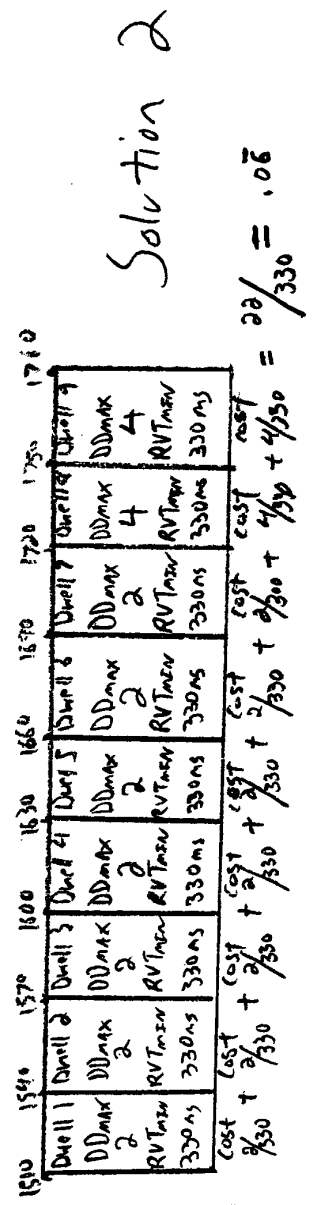 Solution 2
1510 1540 1570 1600 1630 1660 1720 1750
Dwell 1 Dwell 2 Dwell 3 Dwell 4 Dwell 5 Dwell 6 Dwell 7 Dwell 8 Dwell 9
DDMAX DDMAX DDMAX DDMAX DDMAX DDMAX DDMAX DDMAX DDMAX
2 2 2 2 2 2 2 4 4
RVTMIN RVTMIN RVTMIN RVTMIN RVTMIN RVTMIN RVTMIN RVTMIN RVTMIN
330ms 330ms 330ms 330ms 330ms 330ms 330ms 330ms 330ms
Cost Cost Cost Cost Cost Cost Cost Cost Cost
2/330 + 2/330 + 2/330 + 2/330 + 2/330 + 2/330 + 2/300 + 4/330 + 4/330 = 22/330 = .06̅